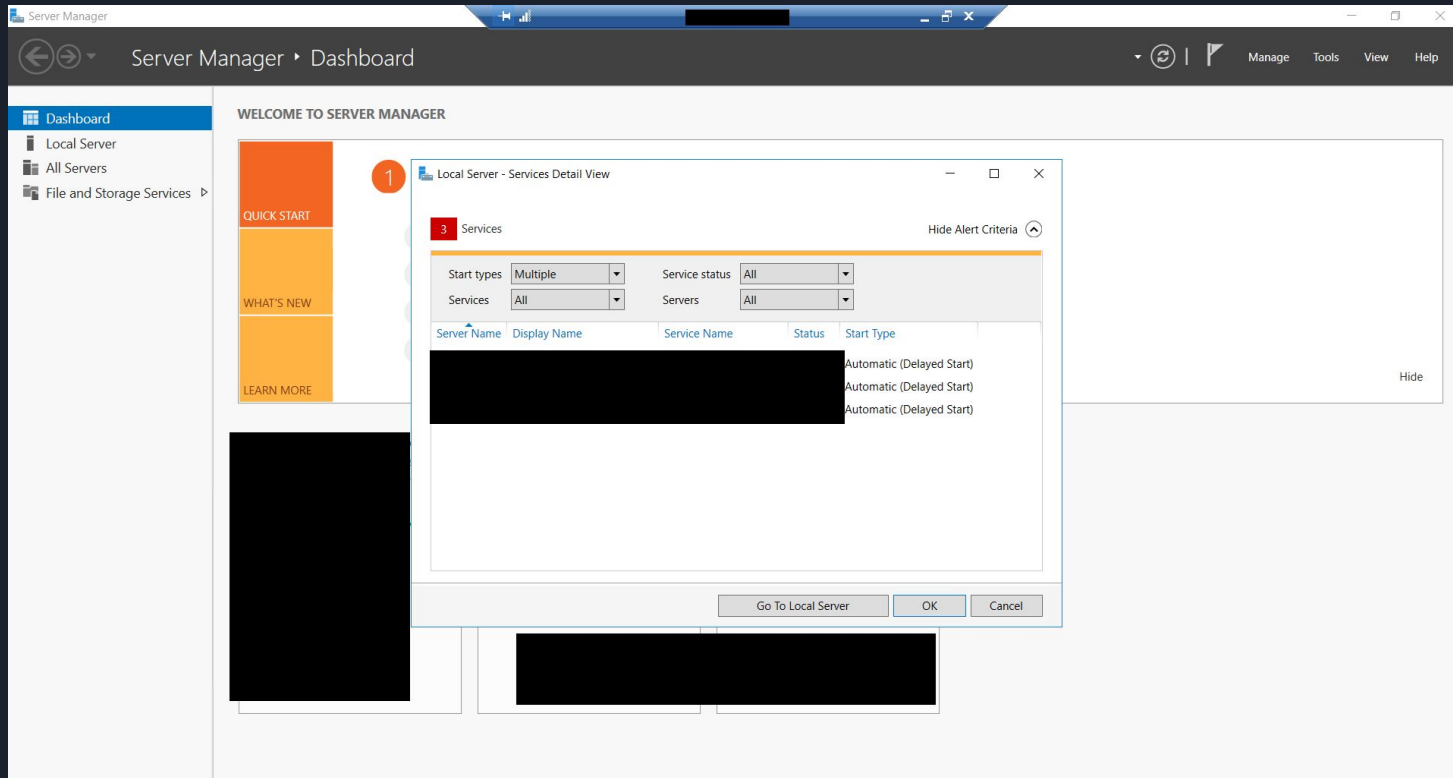 Server Manager
Server Manager ‣ Dashboard
Manage Tools View Help
Dashboard
Local Server
All Servers
File and Storage Services
WELCOME TO SERVER MANAGER
QUICK START
WHAT'S NEW
LEARN MORE
1
Hide
Local Server - Services Detail View
3 Services
Hide Alert Criteria
Start types Multiple Service status All
Services All Servers All
Server Name Display Name Service Name Status Start Type
Automatic (Delayed Start)
Automatic (Delayed Start)
Automatic (Delayed Start)
Go To Local Server OK Cancel